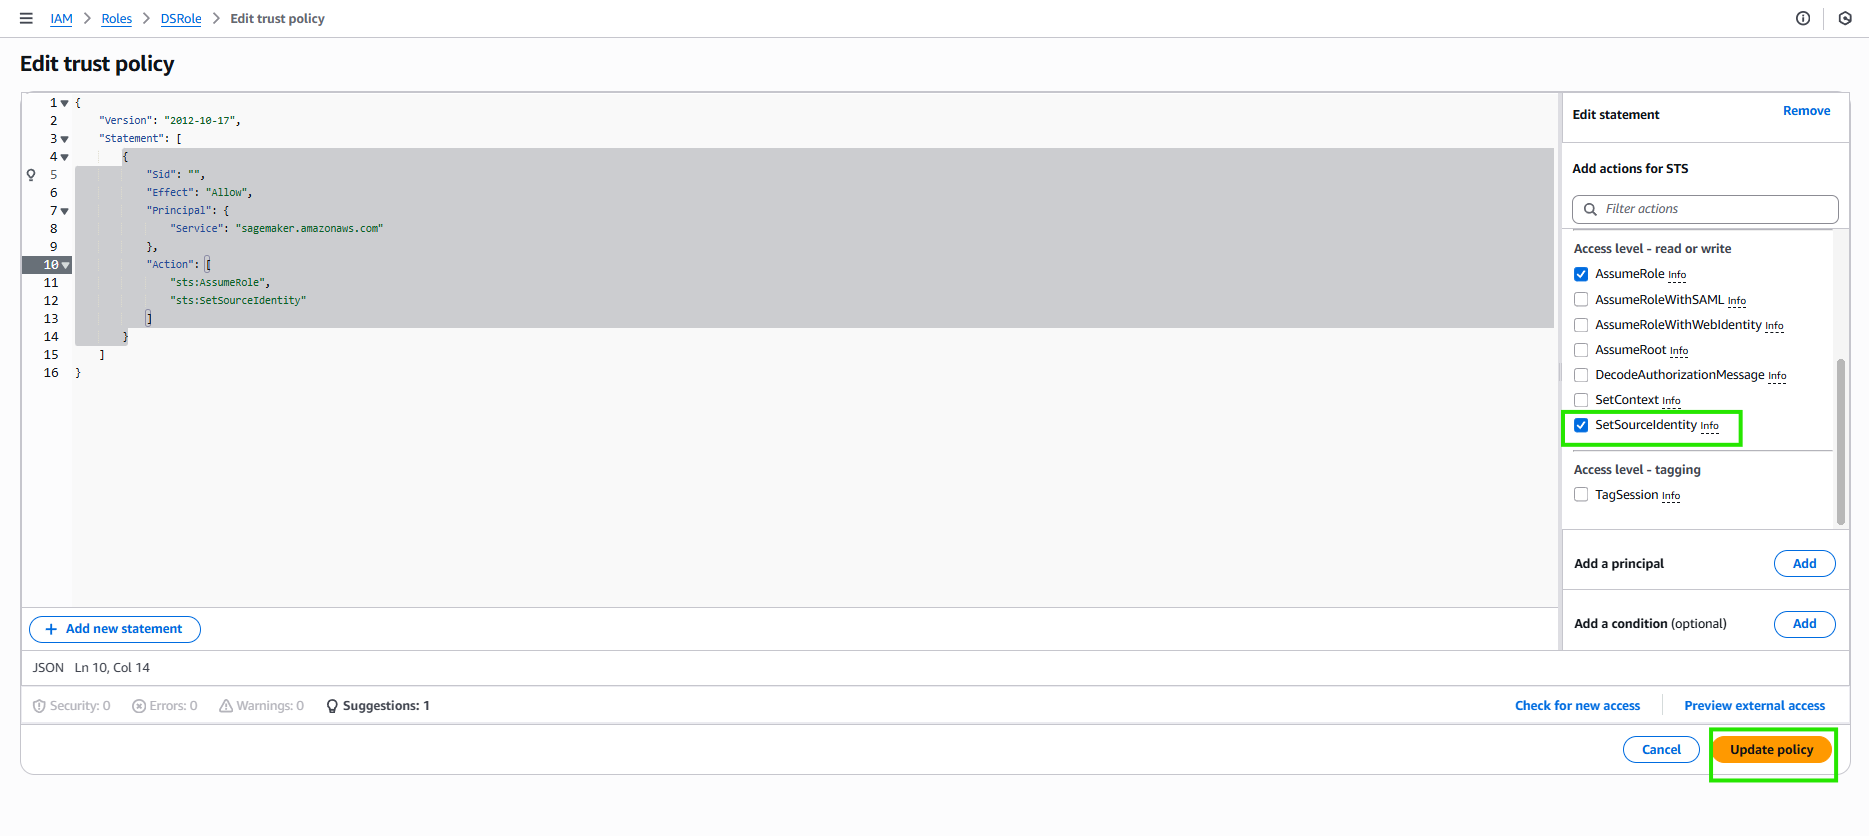 IAM > Roles > DSRole > Edit trust policy
Edit trust policy
1 {
2 "Version": "2012-10-17",
3 "Statement": [
4 {
5 "Sid": "",
6 "Effect": "Allow",
7 "Principal": {
8 "Service": "sagemaker.amazonaws.com"
9 },
10 "Action": [
11 "sts:AssumeRole",
12 "sts:SetSourceIdentity"
13 ]
14 }
15 ]
16 }
+ Add new statement
JSON Ln 10, Col 14
Security: 0 Errors: 0 Warnings: 0 Suggestions: 1
Edit statement Remove
Add actions for STS
Filter actions
Access level - read or write
AssumeRole Info
AssumeRoleWithSAML Info
AssumeRoleWithWebIdentity Info
AssumeRoot Info
DecodeAuthorizationMessage Info
SetContext Info
SetSourceIdentity Info
Access level - tagging
TagSession Info
Add a principal Add
Add a condition (optional) Add
Check for new access Preview external access
Cancel Update policy